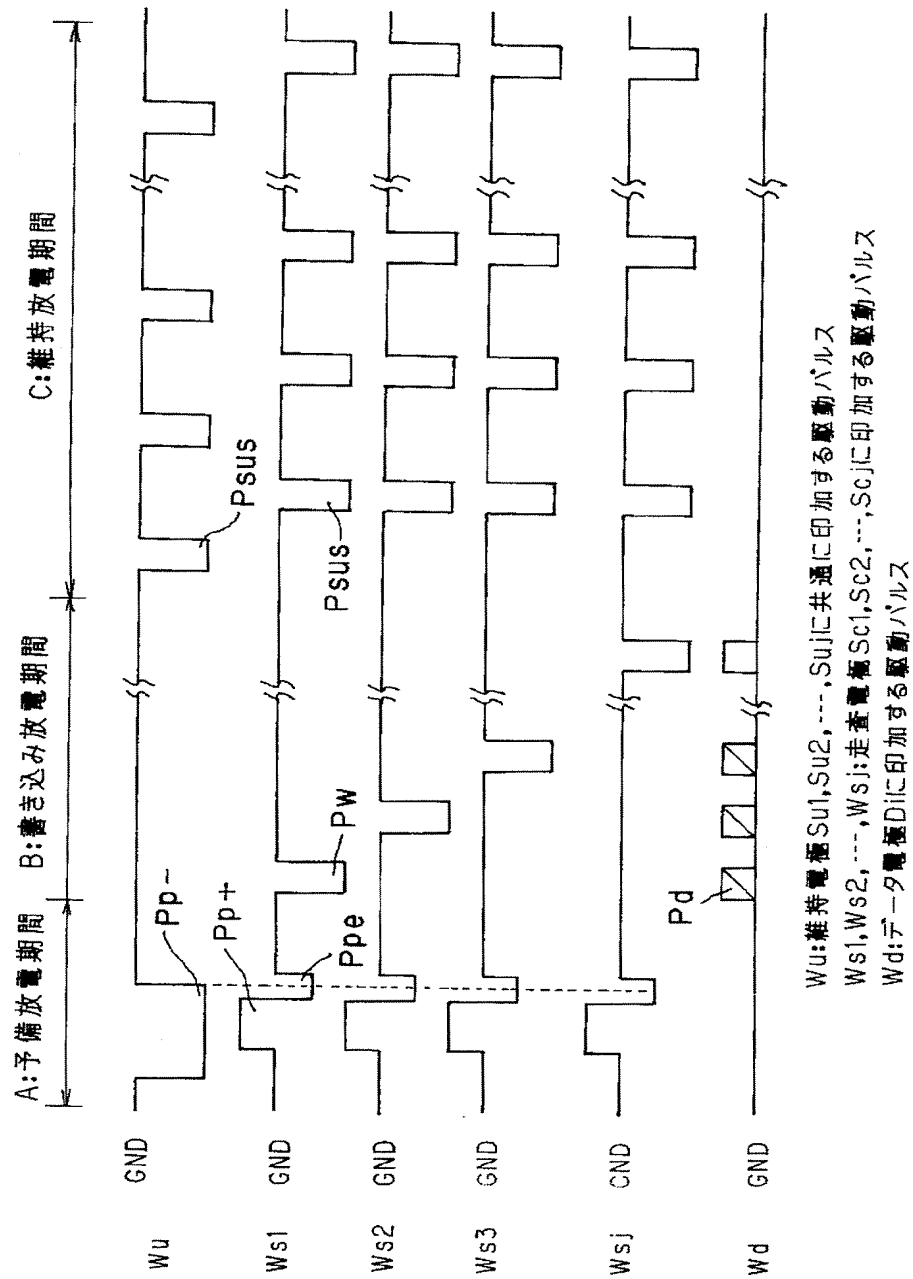 A:予備放電期間
B:書き込み放電期間
C:維持放電期間
Wu
GND
Pp-
Psus
Ws1
GND
Pp+
Ppe
Pw
Psus
Ws2
GND
Ws3
GND
Wsj
GND
Pd
Wd
GND
Wu:維持電極Su1,Su2,---,Sujに共通に印加する駆動パルス
Ws1,Ws2,---,Wsj:走査電極Sc1,Sc2,---,Scjに印加する駆動パルス
Wd:データ電極Diに印加する駆動パルス